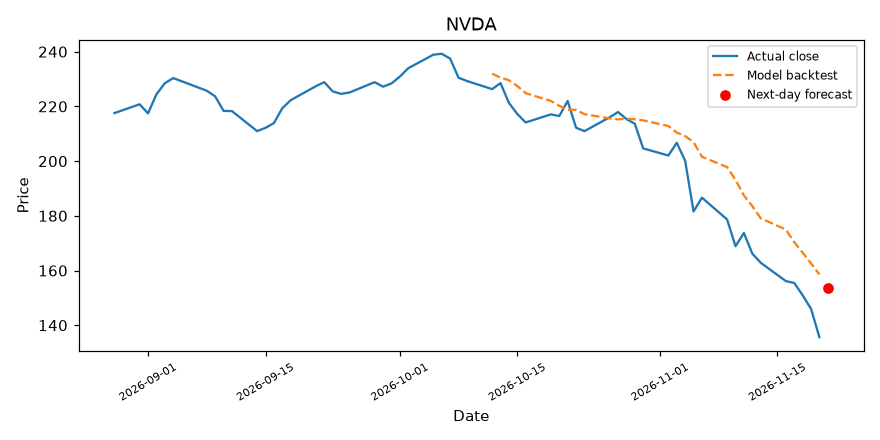 NVDA
Actual close
Model backtest
Next-day forecast
Price
240
220
200
180
160
140
2026-09-01
2026-09-15
2026-10-01
2026-10-15
2026-11-01
2026-11-15
Date